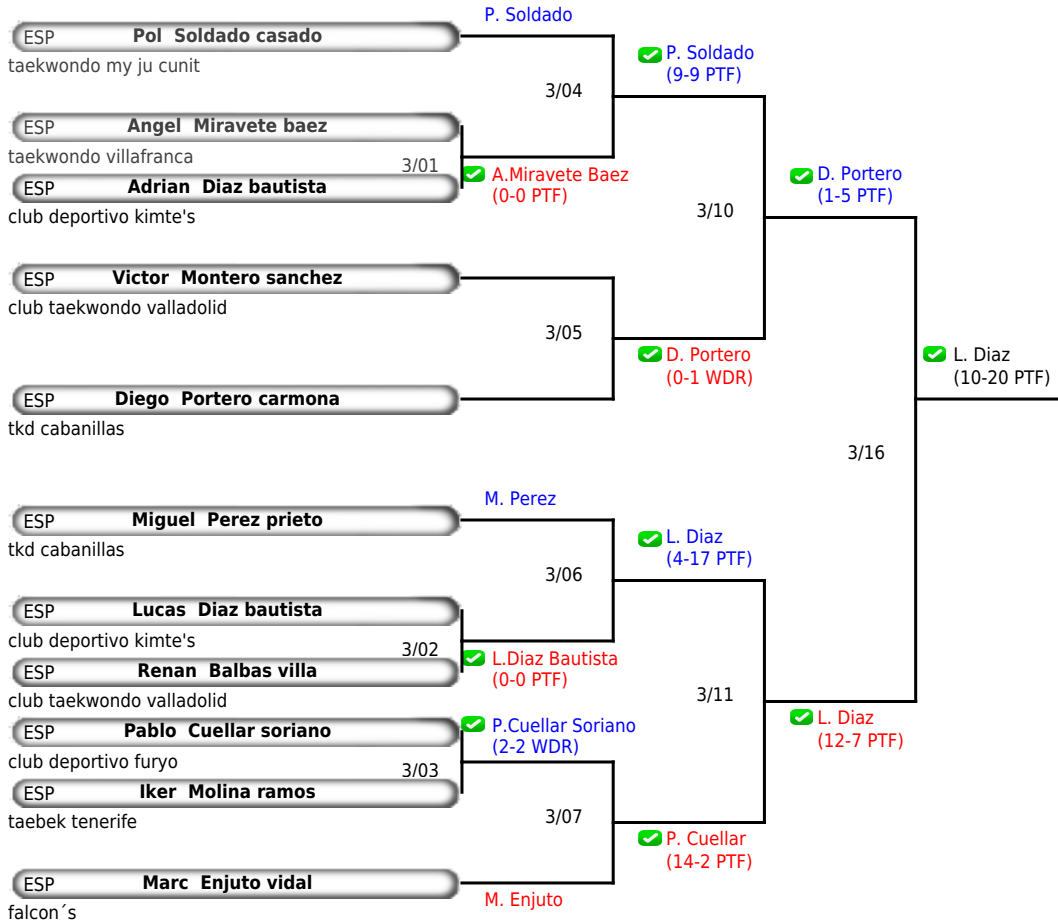 P. Soldado
ESP Pol Soldado casado
taekwondo my ju cunit
P. Soldado
(9-9 PTF)
3/04
ESP Angel Miravete baez
taekwondo villafranca
3/01
A.Miravete Baez
(0-0 PTF)
ESP Adrian Diaz bautista
club deportivo kimte's
D. Portero
(1-5 PTF)
3/10
ESP Victor Montero sanchez
club taekwondo valladolid
3/05
D. Portero
(0-1 WDR)
L. Diaz
(10-20 PTF)
ESP Diego Portero carmona
tkd cabanillas
3/16
M. Perez
ESP Miguel Perez prieto
tkd cabanillas
L. Diaz
(4-17 PTF)
3/06
ESP Lucas Diaz bautista
club deportivo kimte's
3/02
L.Diaz Bautista
(0-0 PTF)
ESP Renan Balbas villa
club taekwondo valladolid
3/11
L. Diaz
(12-7 PTF)
ESP Pablo Cuellar soriano
club deportivo furyo
P.Cuellar Soriano
(2-2 WDR)
3/03
ESP Iker Molina ramos
taebek tenerife
3/07
P. Cuellar
(14-2 PTF)
ESP Marc Enjuto vidal
falcon´s
M. Enjuto